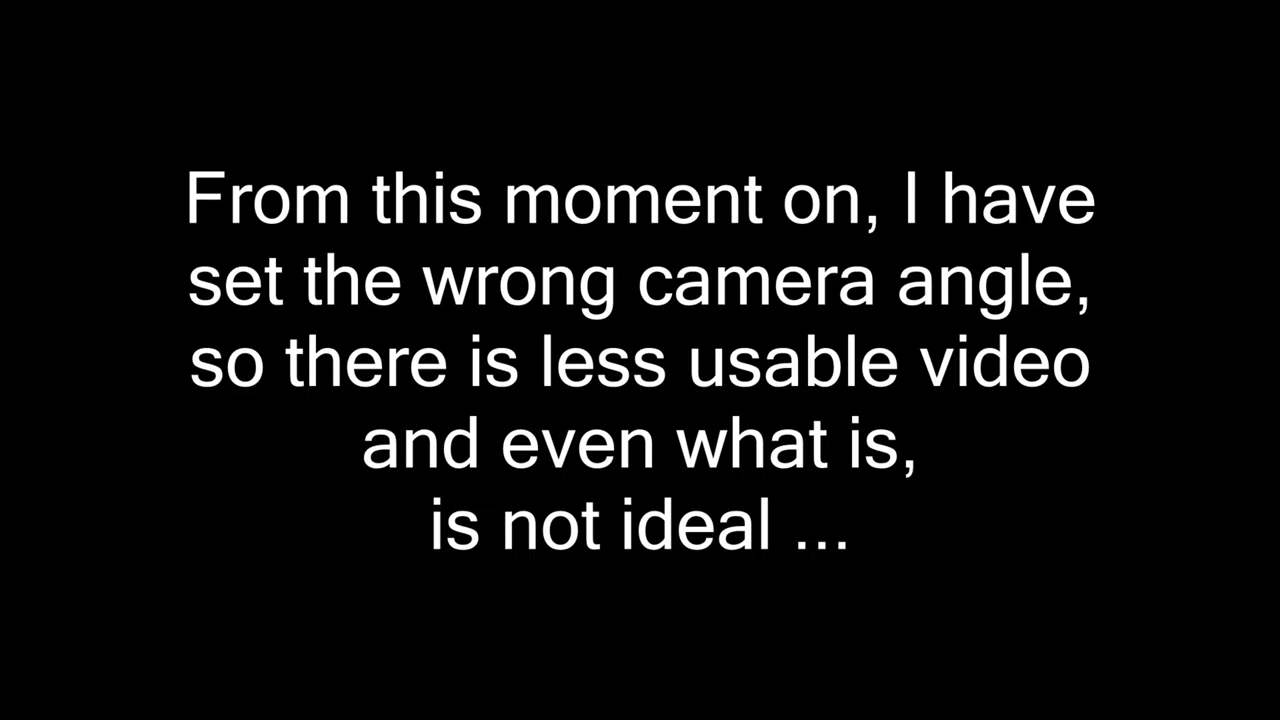 From this moment on, I have
set the wrong camera angle,
so there is less usable video
and even what is,
is not ideal ...